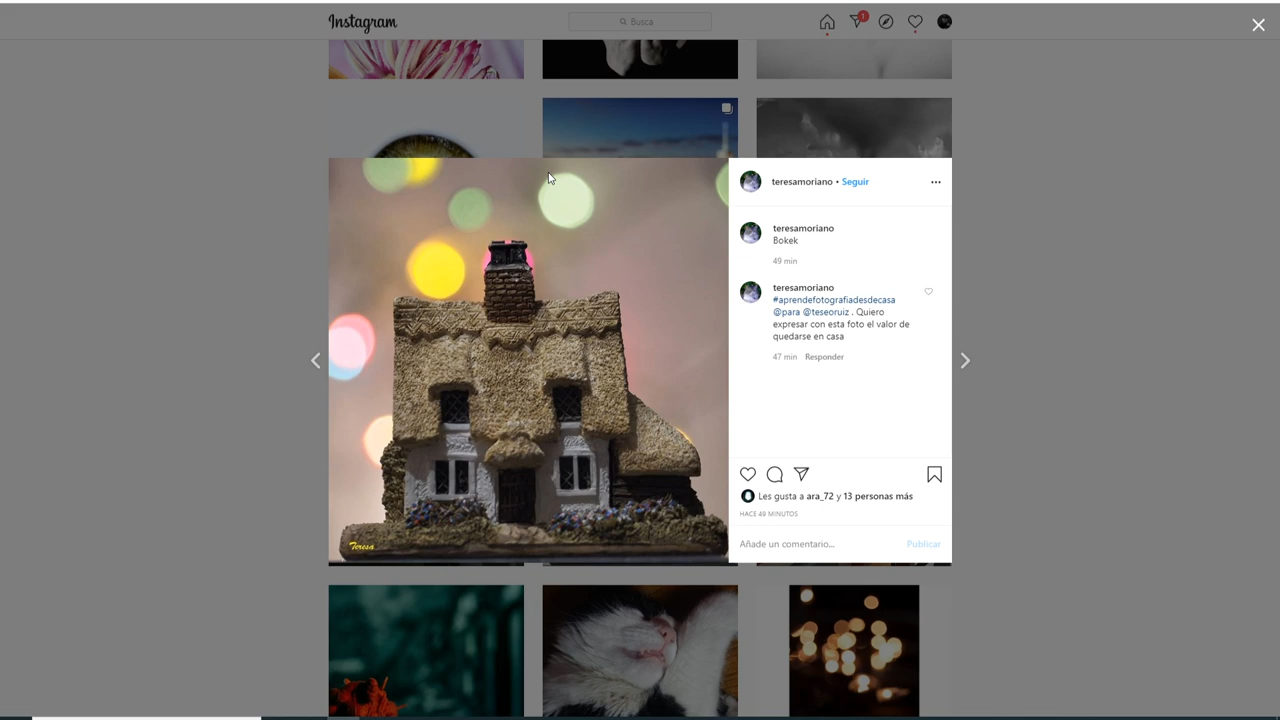 Instagram
Busca
1
teresamoriano • Seguir
teresamoriano
Bokek
49 min
teresamoriano
#aprendefotografiadesdecasa
@para @teseoruiz . Quiero
expresar con esta foto el valor de
quedarse en casa
47 min Responder
Les gusta a ara_72 y 13 personas más
HACE 49 MINUTOS
Añade un comentario... Publicar
Teresa